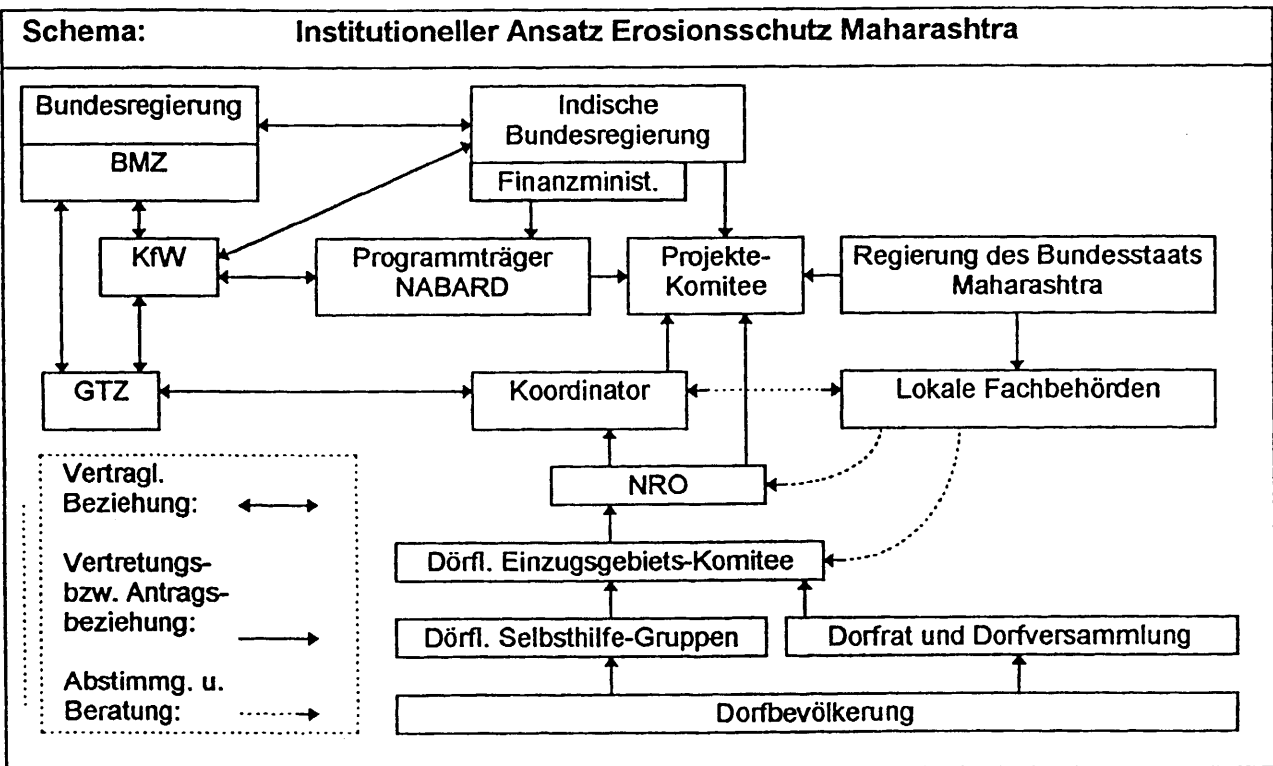 Schema: Institutioneller Ansatz Erosionsschutz Maharashtra
Bundesregierung
BMZ
Indische
Bundesregierung
Finanzminist.
KfW
Programmträger
NABARD
Projekte-
Komitee
Regierung des Bundesstaats
Maharashtra
GTZ
Koordinator
Lokale Fachbehörden
NRO
Dörfl. Einzugsgebiets-Komitee
Dörfl. Selbsthilfe-Gruppen
Dorfrat und Dorfversammlung
Dorfbevölkerung
Vertragl.
Beziehung:
Vertretungs-
bzw. Antrags-
beziehung:
Abstimmg. u.
Beratung: